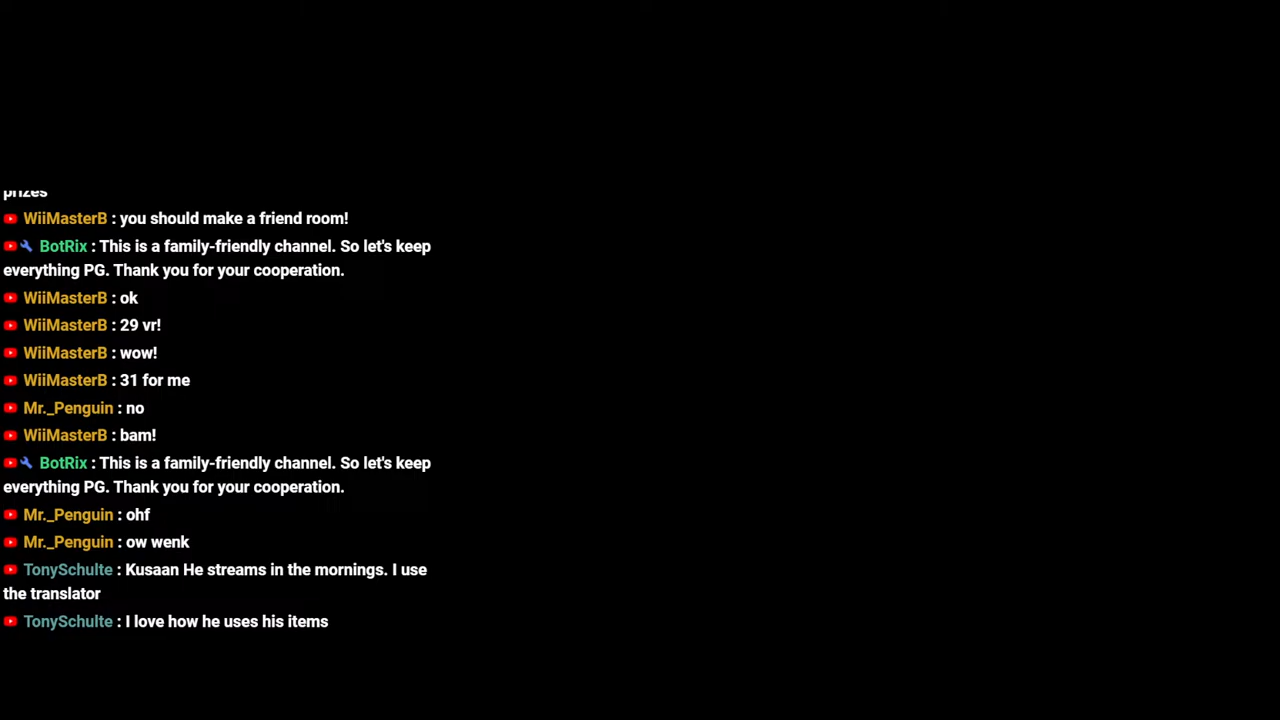 prizes
WiiMasterB : you should make a friend room!
BotRix : This is a family-friendly channel. So let's keep
everything PG. Thank you for your cooperation.
WiiMasterB : ok
WiiMasterB : 29 vr!
WiiMasterB : wow!
WiiMasterB : 31 for me
Mr._Penguin : no
WiiMasterB : bam!
BotRix : This is a family-friendly channel. So let's keep
everything PG. Thank you for your cooperation.
Mr._Penguin : ohf
Mr._Penguin : ow wenk
TonySchulte : Kusaan He streams in the mornings. I use
the translator
TonySchulte : I love how he uses his items